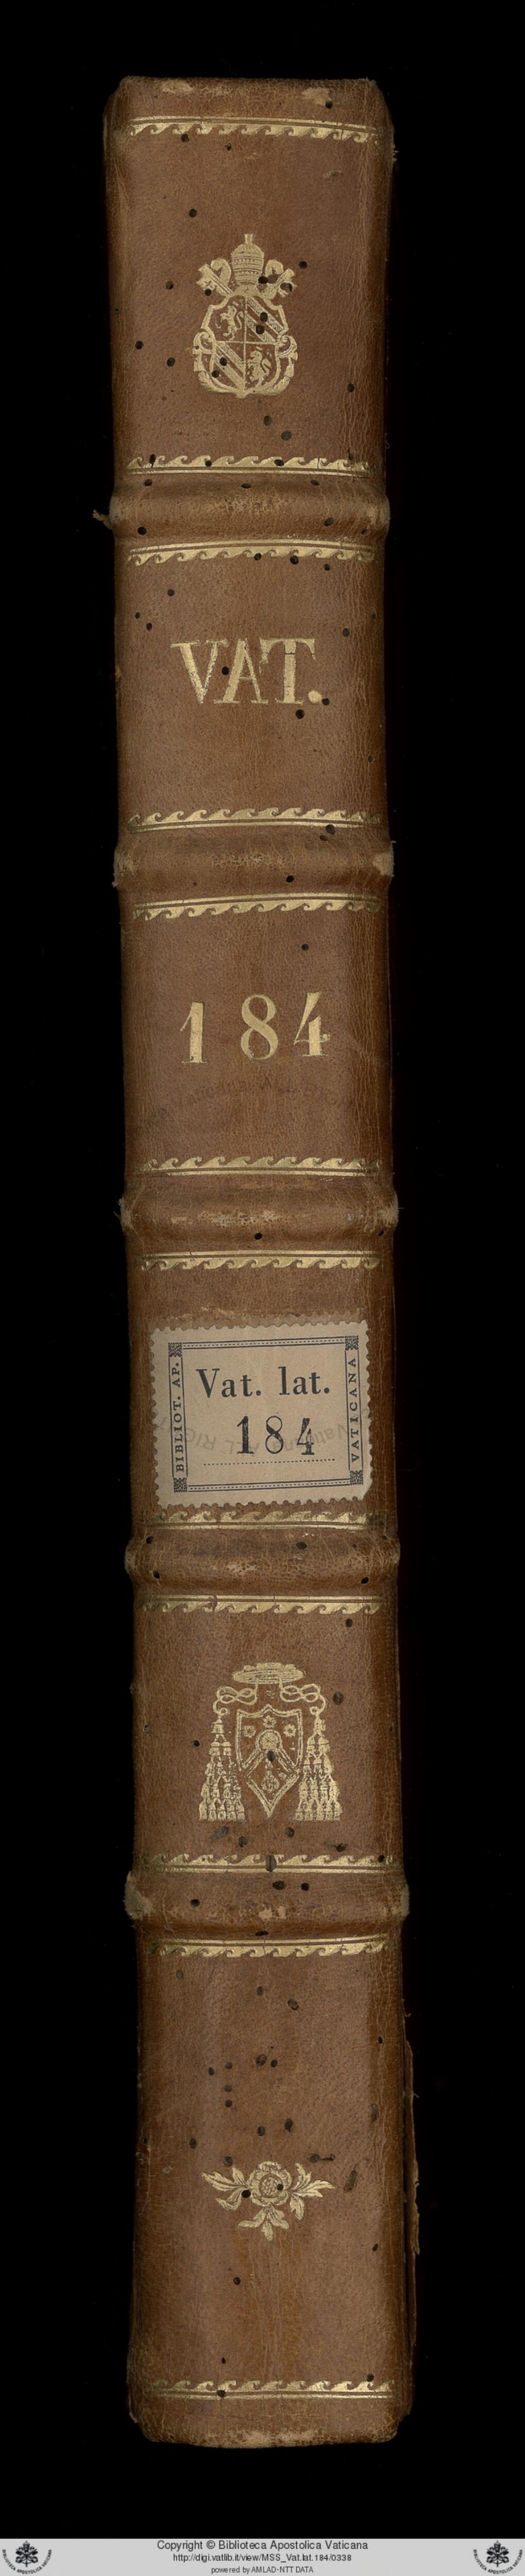 VAT.
184
BIBLIOT. AP.
Vat. lat.
184
VATICANA
Copyright © Biblioteca Apostolica Vaticana
http://digi.vatlib.it/view/MSS_Vat.lat.184/0338
powered by AMLAD-NTT DATA